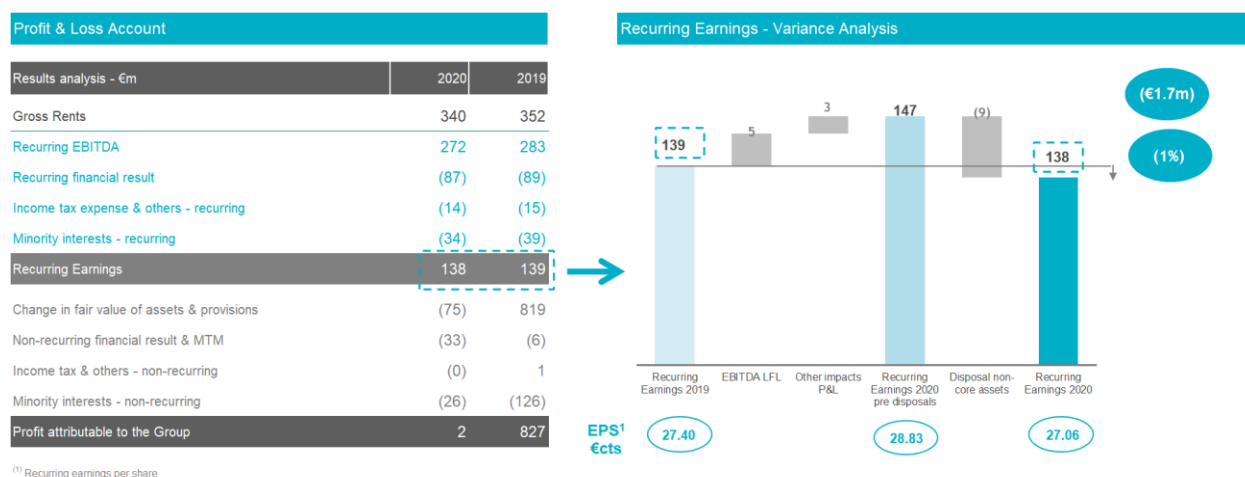 Profit & Loss Account
Results analysis - €m 2020 2019
Gross Rents 340 352
Recurring EBITDA 272 283
Recurring financial result (87) (89)
Income tax expense & others - recurring (14) (15)
Minority interests - recurring (34) (39)
Recurring Earnings 138 139
Change in fair value of assets & provisions (75) 819
Non-recurring financial result & MTM (33) (6)
Income tax & others - non-recurring (0) 1
Minority interests - non-recurring (26) (126)
Profit attributable to the Group 2 827
(1) Recurring earnings per share
Recurring Earnings - Variance Analysis
(€1.7m)
(1%)
139
5
3
147
(9)
138
Recurring
Earnings 2019
EBITDA LFL
Other impacts
P&L
Recurring
Earnings 2020
pre disposals
Disposal non-
core assets
Recurring
Earnings 2020
EPS¹
€cts
27.40
28.83
27.06